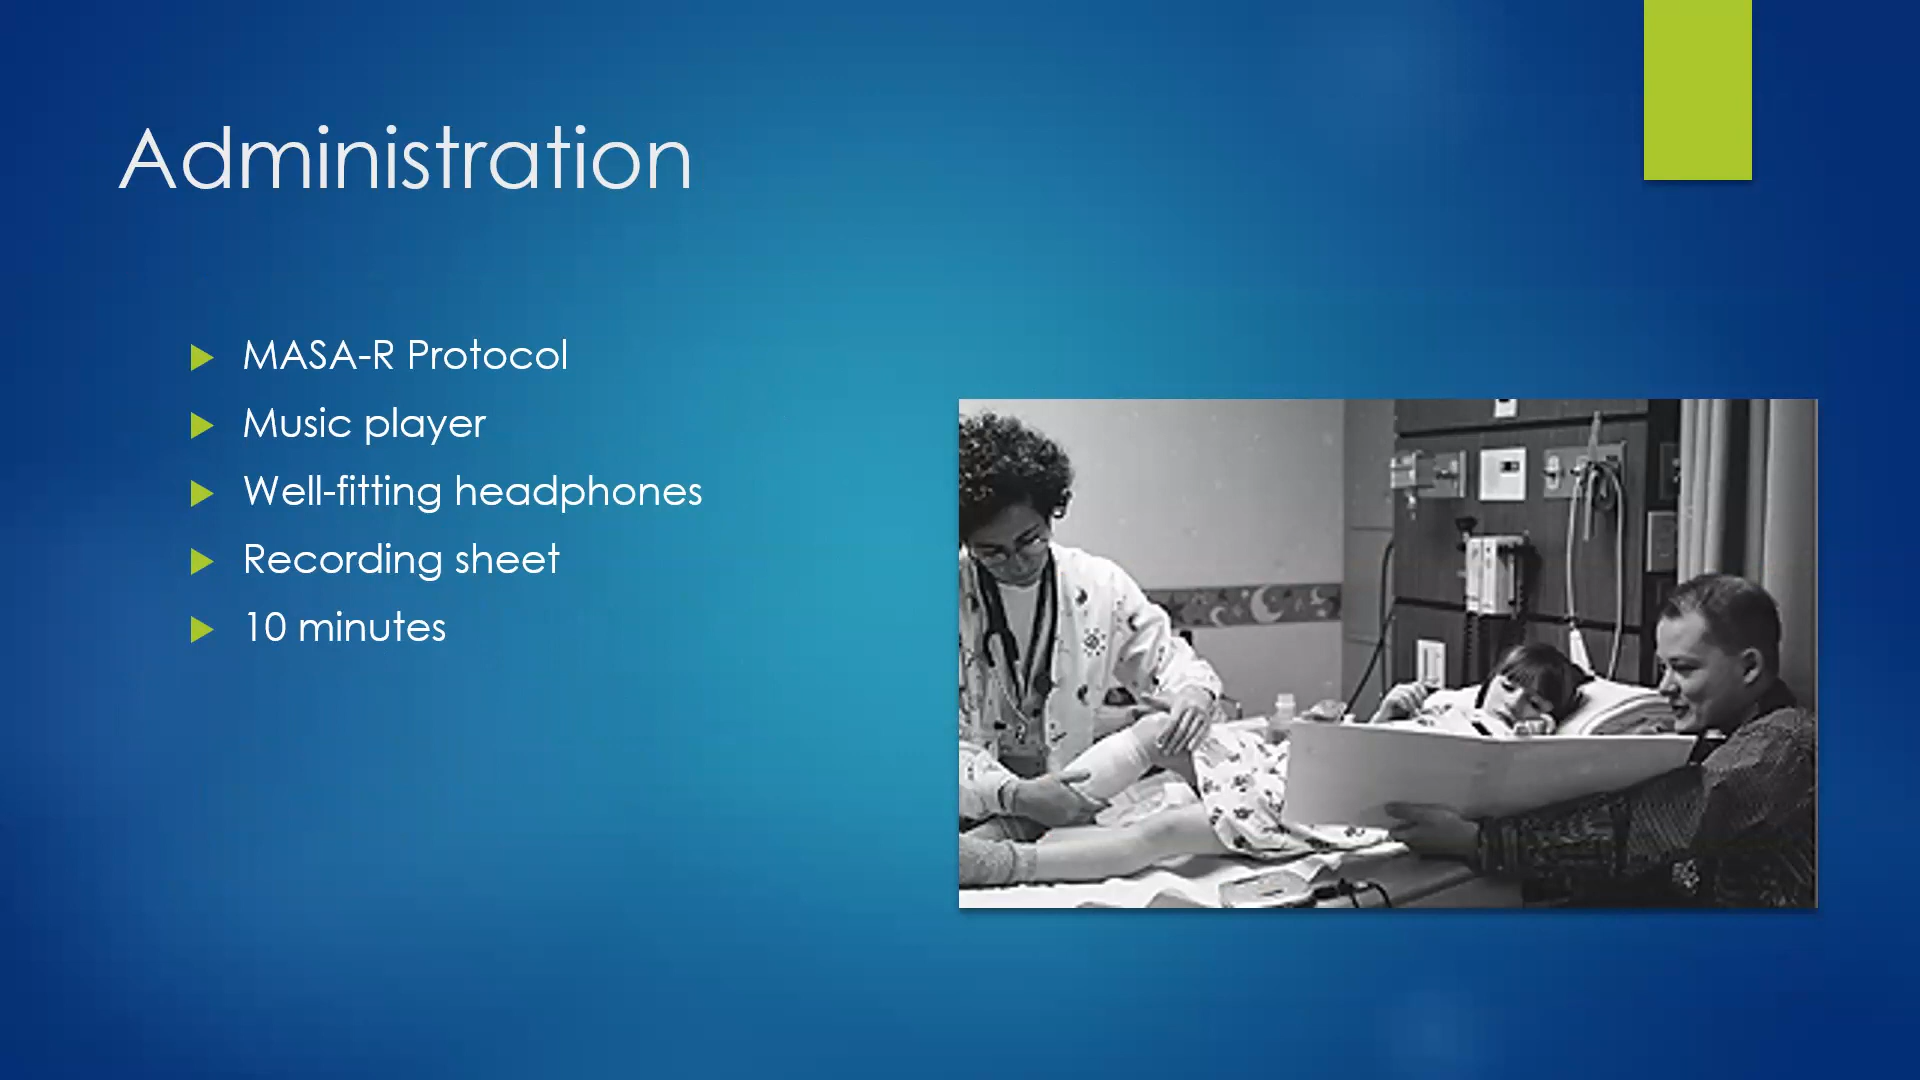 Administration
MASA-R Protocol
Music player
Well-fitting headphones
Recording sheet
10 minutes